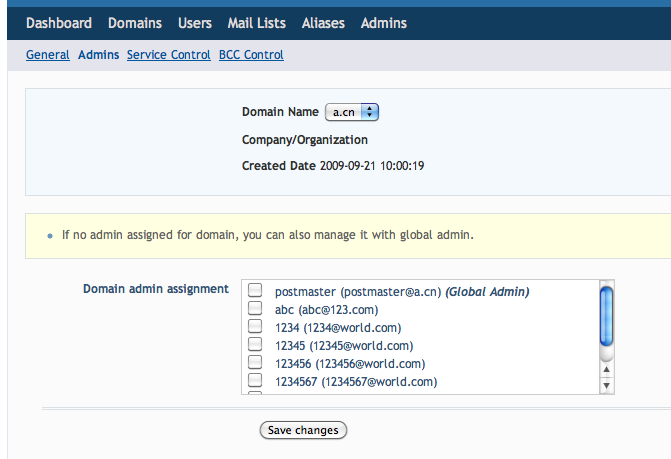 Dashboard Domains Users Mail Lists Aliases Admins
General Admins Service Control BCC Control
Domain Name a.cn
Company/Organization
Created Date 2009-09-21 10:00:19
If no admin assigned for domain, you can also manage it with global admin.
Domain admin assignment
postmaster (postmaster@a.cn) (Global Admin)
abc (abc@123.com)
1234 (1234@world.com)
12345 (12345@world.com)
123456 (123456@world.com)
1234567 (1234567@world.com)
Save changes